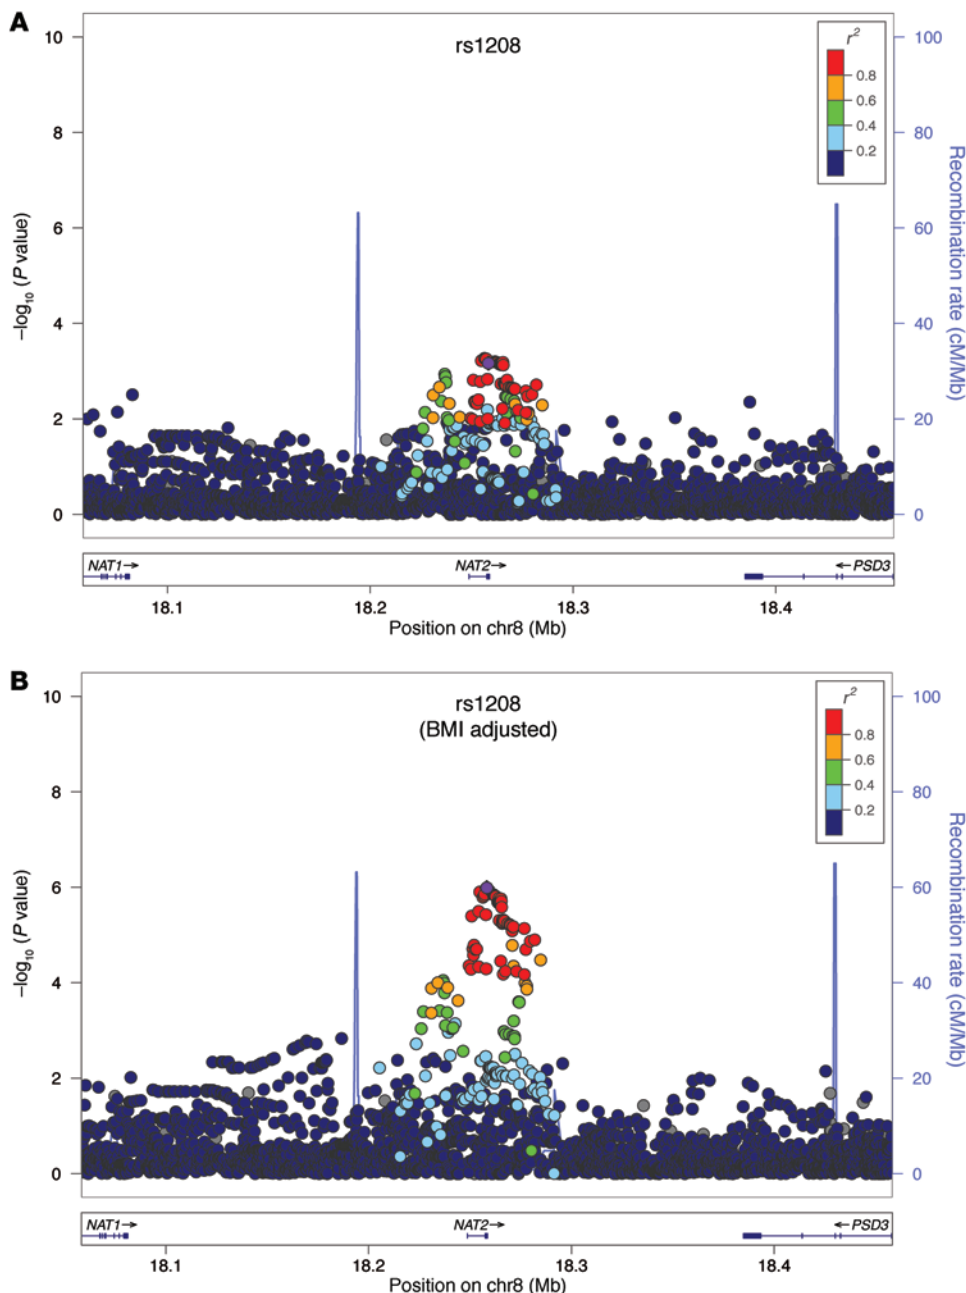 A
rs1208
r²
0.8
0.6
0.4
0.2
10
8
6
4
2
0
–log₁₀ (P value)
100
80
60
40
20
0
Recombination rate (cM/Mb)
NAT1→
NAT2→
←PSD3
18.1 18.2 18.3 18.4
Position on chr8 (Mb)
B
rs1208
(BMI adjusted)
r²
0.8
0.6
0.4
0.2
10
8
6
4
2
0
–log₁₀ (P value)
100
80
60
40
20
0
Recombination rate (cM/Mb)
NAT1→
NAT2→
←PSD3
18.1 18.2 18.3 18.4
Position on chr8 (Mb)